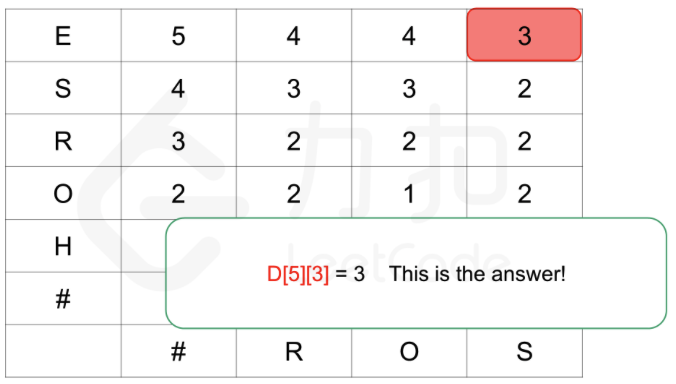 E 5 4 4 3
S 4 3 3 2
R 3 2 2 2
O 2 2 1 2
H
D[5][3] = 3 This is the answer!
#
# R O S
力扣
LeetCode